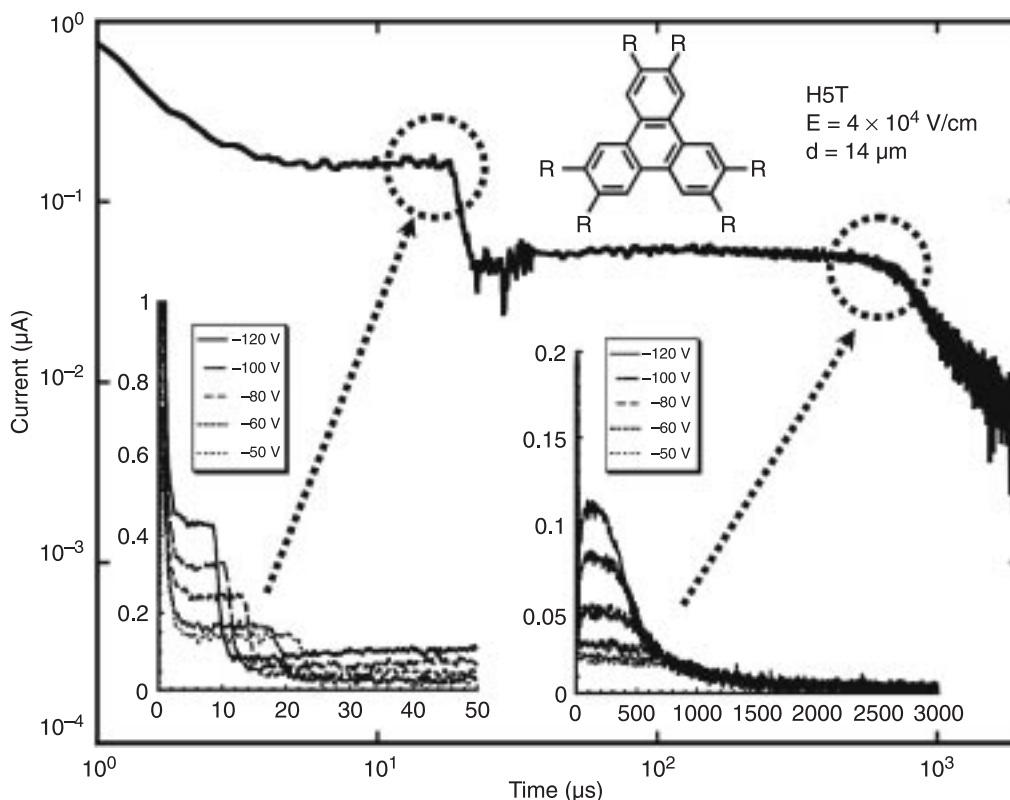 10⁰
10⁻¹
10⁻²
10⁻³
10⁻⁴
Current (μA)
R R
R R
R R
H5T
E = 4 × 10⁴ V/cm
d = 14 μm
1
0.8
0.6
0.4
0.2
0
–120 V
–100 V
–80 V
–60 V
–50 V
0 10 20 30 40 50
0.2
0.15
0.1
0.05
0
–120 V
–100 V
–80 V
–60 V
–50 V
0 500 1000 1500 2000 2500 3000
10⁰ 10¹ 10² 10³
Time (μs)